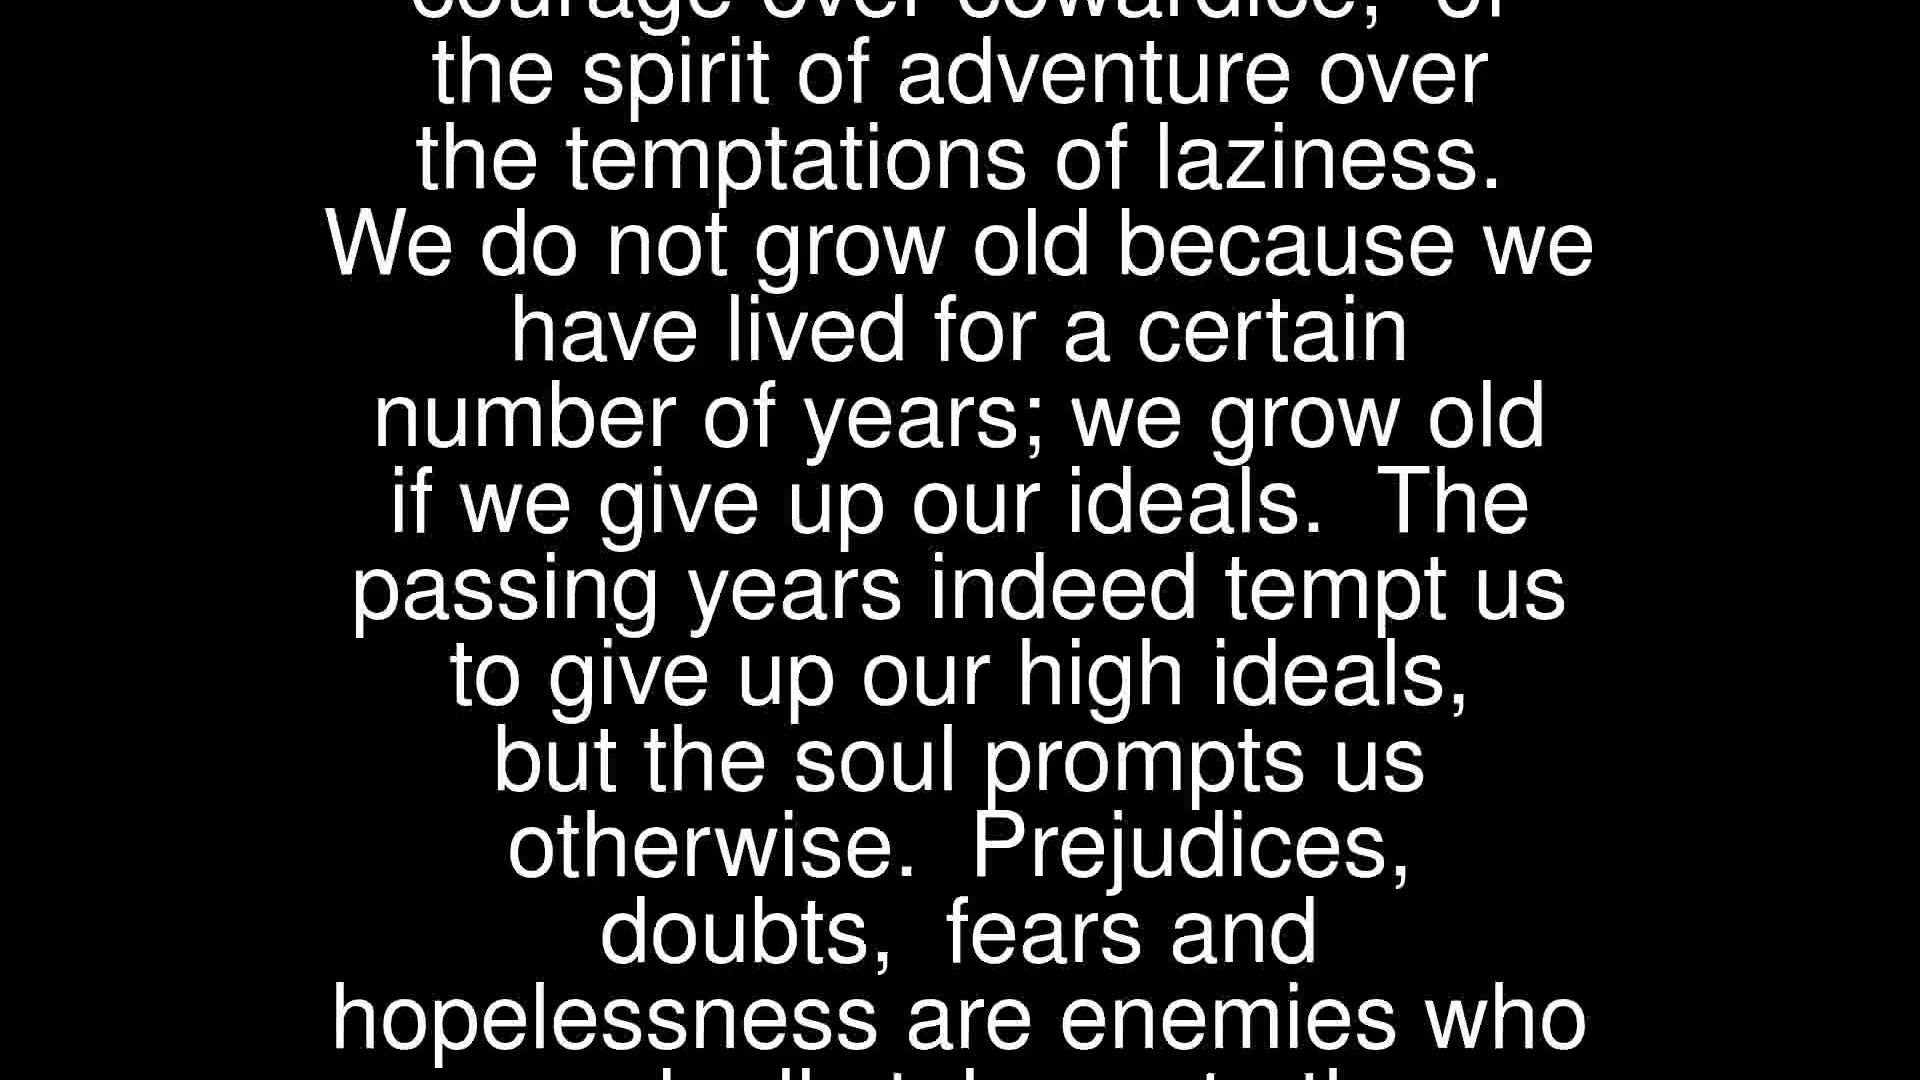 courage over cowardice,  of
the spirit of adventure over
the temptations of laziness.
We do not grow old because we
have lived for a certain
number of years; we grow old
if we give up our ideals.  The
passing years indeed tempt us
to give up our high ideals,
but the soul prompts us
otherwise.  Prejudices,
doubts,  fears and
hopelessness are enemies who